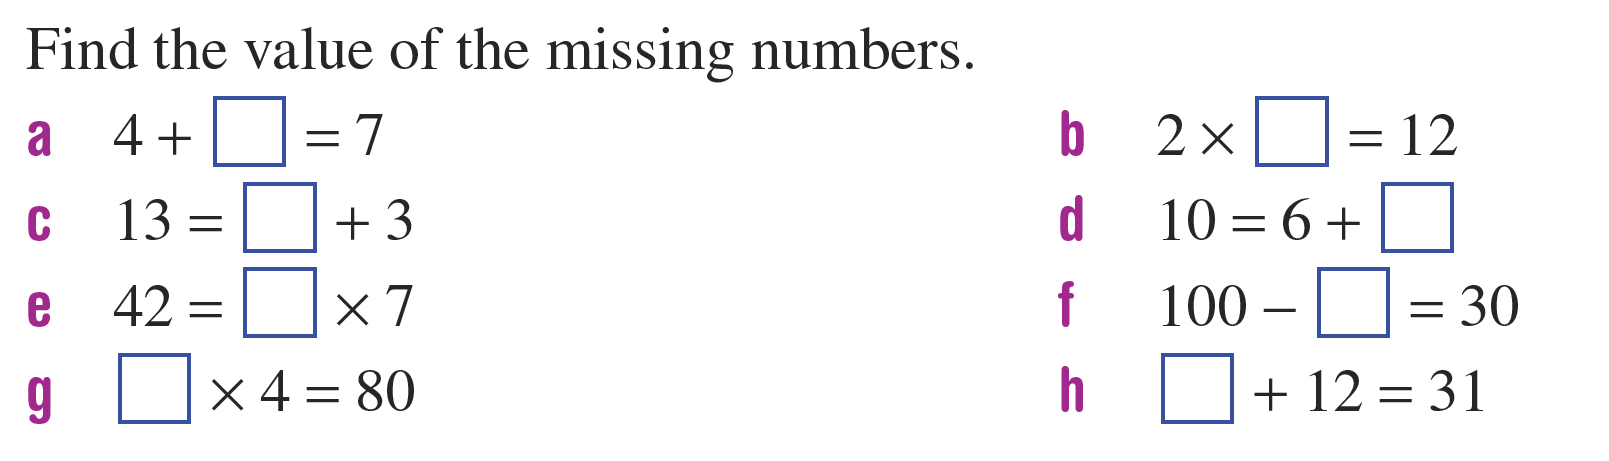 Find the value of the missing numbers.
a 4 + □ = 7 b 2 × □ = 12
c 13 = □ + 3 d 10 = 6 + □
e 42 = □ × 7 f 100 − □ = 30
g □ × 4 = 80 h □ + 12 = 31